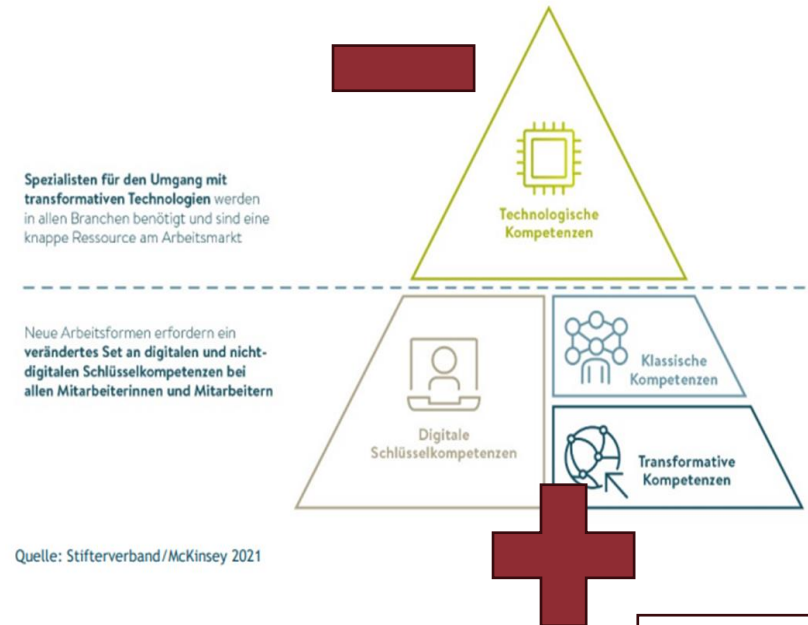 Spezialisten für den Umgang mit
transformativen Technologien werden
in allen Branchen benötigt und sind eine
knappe Ressource am Arbeitsmarkt
Technologische
Kompetenzen
Neue Arbeitsformen erfordern ein
verändertes Set an digitalen und nicht-
digitalen Schlüsselkompetenzen bei
allen Mitarbeiterinnen und Mitarbeitern
Digitale
Schlüsselkompetenzen
Klassische
Kompetenzen
Transformative
Kompetenzen
Quelle: Stifterverband/McKinsey 2021